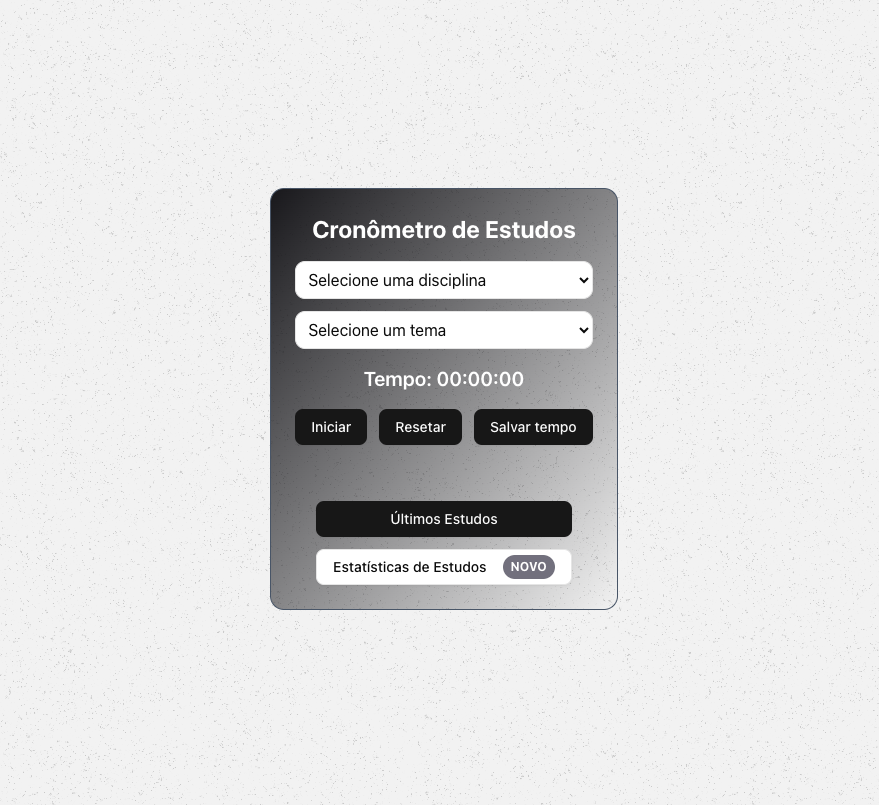 Cronômetro de Estudos
Selecione uma disciplina
Selecione um tema
Tempo: 00:00:00
Iniciar Resetar Salvar tempo
Últimos Estudos
Estatísticas de Estudos NOVO